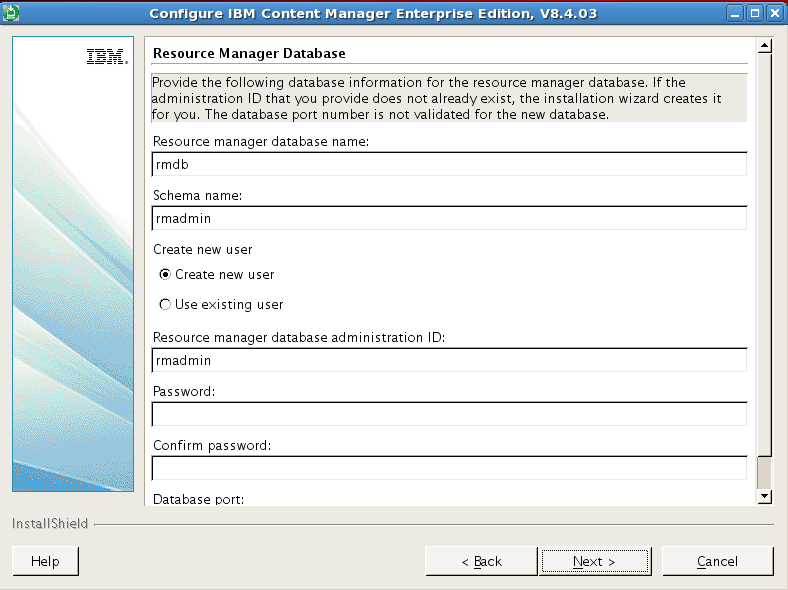 Configure IBM Content Manager Enterprise Edition, V8.4.03
IBM.
Resource Manager Database
Provide the following database information for the resource manager database. If the
administration ID that you provide does not already exist, the installation wizard creates it
for you. The database port number is not validated for the new database.
Resource manager database name:
rmdb
Schema name:
rmadmin
Create new user
Create new user
Use existing user
Resource manager database administration ID:
rmadmin
Password:
Confirm password:
Database port:
InstallShield
Help
< Back
Next >
Cancel